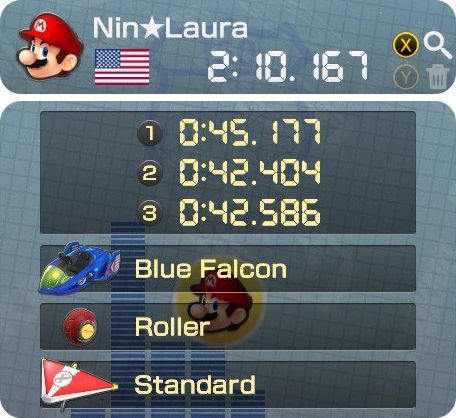 Nin★Laura
2:10.167
X
Y
1 0:45.177
2 0:42.404
3 0:42.586
Blue Falcon
Roller
Standard